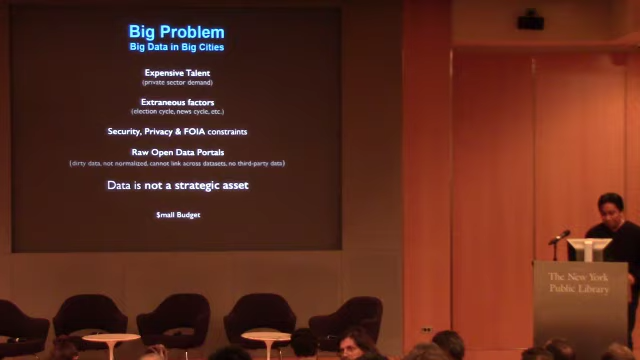 Big Problem
Big Data in Big Cities
Expensive Talent
(private sector demand)
Extraneous factors
(election cycle, news cycle, etc.)
Security, Privacy & FOIA constraints
Raw Open Data Portals
(dirty data, not normalized, cannot link across datasets, no third-party data)
Data is not a strategic asset
$mall Budget
The New York
Public Library